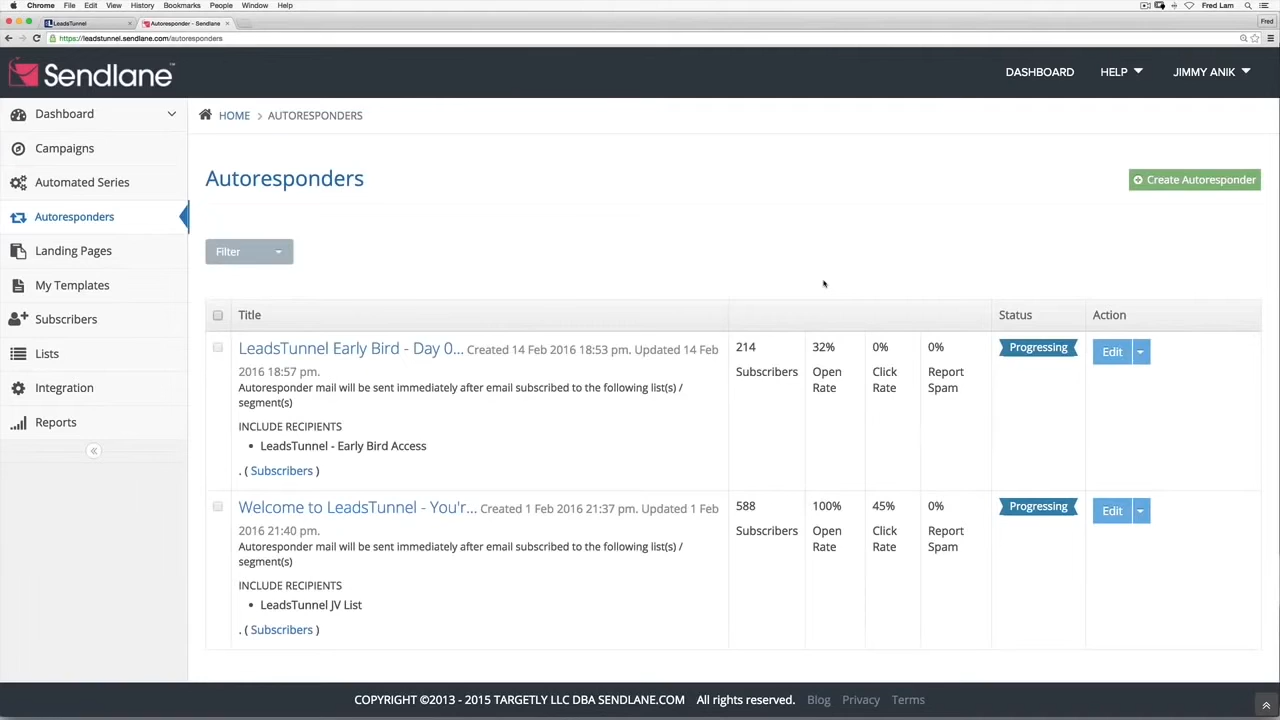 Chrome File Edit View History Bookmarks People Window Help Fred Lam
LeadsTunnel Autoresponder - Sendlane Fred
https://leadstunnel.sendlane.com/autoresponders
Sendlane™ DASHBOARD HELP JIMMY ANIK
Dashboard
HOME > AUTORESPONDERS
Campaigns
Automated Series
Autoresponders
Landing Pages
My Templates
Subscribers
Lists
Integration
Reports
«
Autoresponders
Create Autoresponder
Filter
Title Status Action
LeadsTunnel Early Bird - Day 0... Created 14 Feb 2016 18:53 pm. Updated 14 Feb
2016 18:57 pm.
Autoresponder mail will be sent immediately after email subscribed to the following list(s) /
segment(s)
INCLUDE RECIPIENTS
• LeadsTunnel - Early Bird Access
. ( Subscribers )
214 32% 0% 0%
Subscribers Open Click Report
Rate Rate Spam
Progressing
Edit
Welcome to LeadsTunnel - You'r... Created 1 Feb 2016 21:37 pm. Updated 1 Feb
2016 21:40 pm.
Autoresponder mail will be sent immediately after email subscribed to the following list(s) /
segment(s)
INCLUDE RECIPIENTS
• LeadsTunnel JV List
. ( Subscribers )
588 100% 45% 0%
Subscribers Open Click Report
Rate Rate Spam
Progressing
Edit
COPYRIGHT ©2013 - 2015 TARGETLY LLC DBA SENDLANE.COM All rights reserved. Blog Privacy Terms